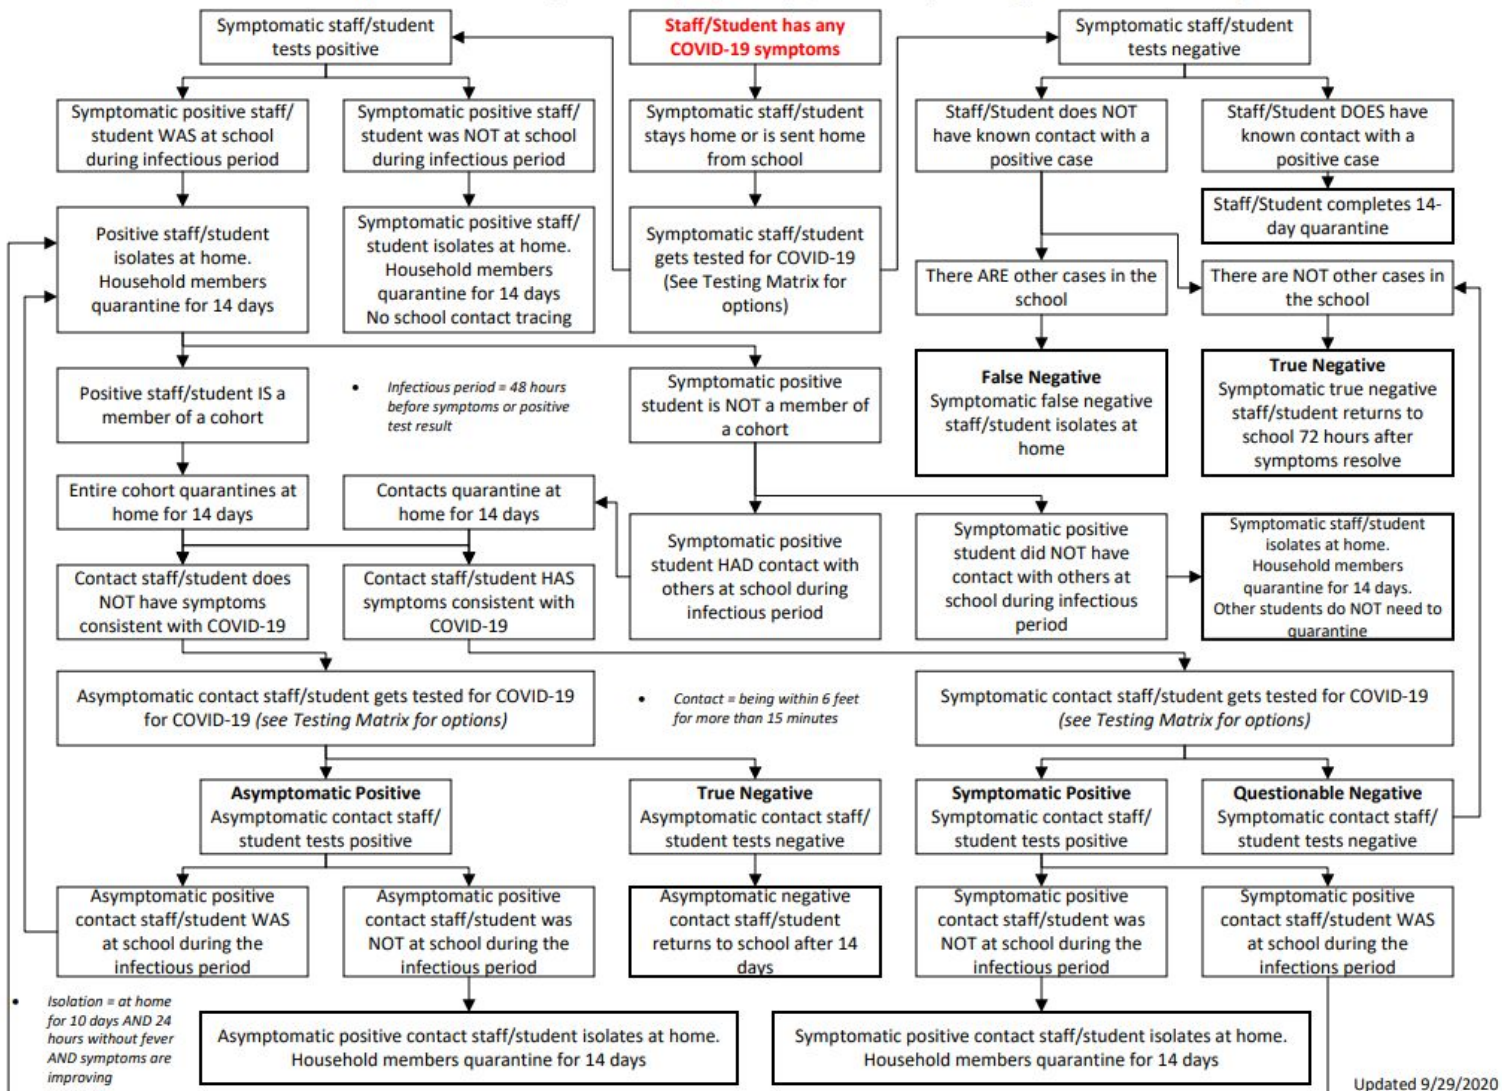 Symptomatic staff/student
tests positive
Staff/Student has any
COVID-19 symptoms
Symptomatic staff/student
tests negative
Symptomatic positive staff/
student WAS at school
during infectious period
Symptomatic positive staff/
student was NOT at school
during infectious period
Symptomatic staff/student
stays home or is sent home
from school
Staff/Student does NOT
have known contact with a
positive case
Staff/Student DOES have
known contact with a
positive case
Staff/Student completes 14-
day quarantine
Positive staff/student
isolates at home.
Household members
quarantine for 14 days
Symptomatic positive staff/
student isolates at home.
Household members
quarantine for 14 days
No school contact tracing
Symptomatic staff/student
gets tested for COVID-19
(See Testing Matrix for
options)
There ARE other cases in the
school
There are NOT other cases in
the school
Positive staff/student IS a
member of a cohort
• Infectious period = 48 hours
before symptoms or positive
test result
Symptomatic positive
student is NOT a member of
a cohort
False Negative
Symptomatic false negative
staff/student isolates at
home
True Negative
Symptomatic true negative
staff/student returns to
school 72 hours after
symptoms resolve
Entire cohort quarantines at
home for 14 days
Contacts quarantine at
home for 14 days
Symptomatic positive
student HAD contact with
others at school during
infectious period
Symptomatic positive
student did NOT have
contact with others at
school during infectious
period
Symptomatic staff/student
isolates at home.
Household members
quarantine for 14 days.
Other students do NOT need to
quarantine
Contact staff/student does
NOT have symptoms
consistent with COVID-19
Contact staff/student HAS
symptoms consistent with
COVID-19
Asymptomatic contact staff/student gets tested for COVID-19
for COVID-19 (see Testing Matrix for options)
• Contact = being within 6 feet
for more than 15 minutes
Symptomatic contact staff/student gets tested for COVID-19
(see Testing Matrix for options)
Asymptomatic Positive
Asymptomatic contact staff/
student tests positive
True Negative
Asymptomatic contact staff/
student tests negative
Symptomatic Positive
Symptomatic contact staff/
student tests positive
Questionable Negative
Symptomatic contact staff/
student tests negative
Asymptomatic positive
contact staff/student WAS
at school during the
infectious period
Asymptomatic positive
contact staff/student was
NOT at school during the
infectious period
Asymptomatic negative
contact staff/student
returns to school after 14
days
Symptomatic positive
contact staff/student was
NOT at school during the
infectious period
Symptomatic positive
contact staff/student WAS
at school during the
infections period
• Isolation = at home
for 10 days AND 24
hours without fever
AND symptoms are
improving
Asymptomatic positive contact staff/student isolates at home.
Household members quarantine for 14 days
Symptomatic positive contact staff/student isolates at home.
Household members quarantine for 14 days
Updated 9/29/2020